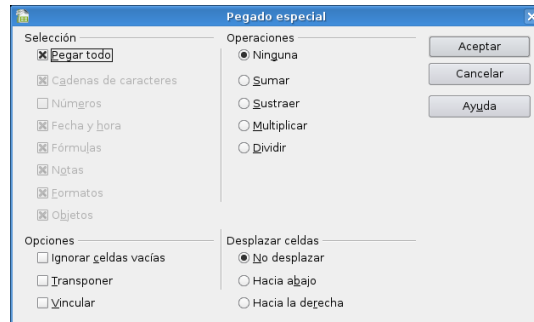 Pegado especial
Selección
Pegar todo
Cadenas de caracteres
Números
Fecha y hora
Fórmulas
Notas
Formatos
Objetos
Operaciones
Ninguna
Sumar
Sustraer
Multiplicar
Dividir
Aceptar
Cancelar
Ayuda
Opciones
Ignorar celdas vacías
Transponer
Vincular
Desplazar celdas
No desplazar
Hacia abajo
Hacia la derecha